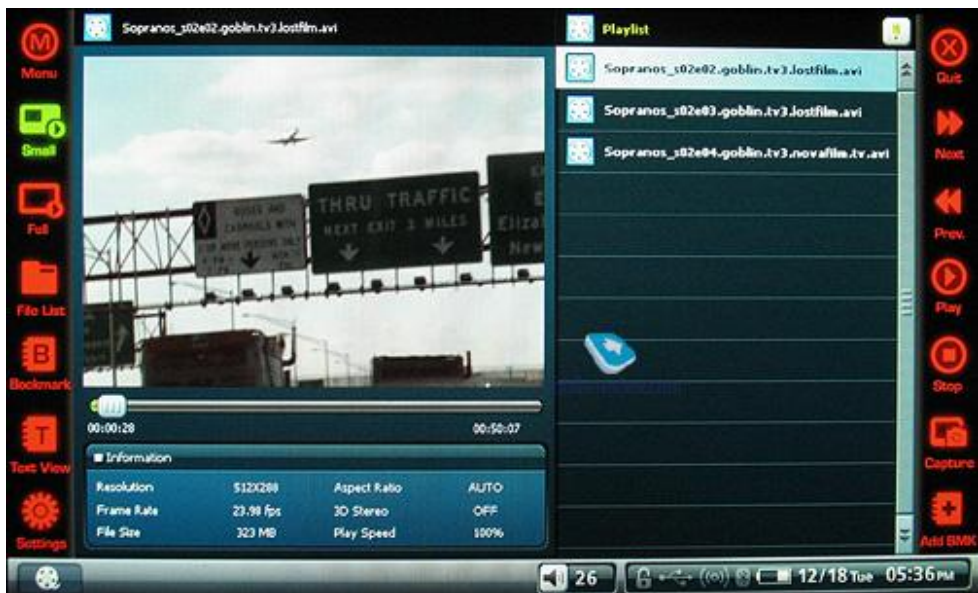 Menu
Small
Full
File List
Bookmark
Text View
Settings
Sopranos_s02e02.goblin.tv3.lostfilm.avi
THRU TRAFFIC
NEXT EXIT 3 MILES
BUSES AND
CARPOOLS WITH
00:00:28
00:50:07
Information
Resolution 512X288 Aspect Ratio AUTO
Frame Rate 23.98 fps 3D Stereo OFF
File Size 323 MB Play Speed 100%
Playlist
Sopranos_s02e02.goblin.tv3.lostfilm.avi
Sopranos_s02e03.goblin.tv3.lostfilm.avi
Sopranos_s02e04.goblin.tv3.novafilm.tv.avi
Quit
Next
Prev.
Play
Stop
Capture
Add BMK
26 12/18 Tue 05:36 PM